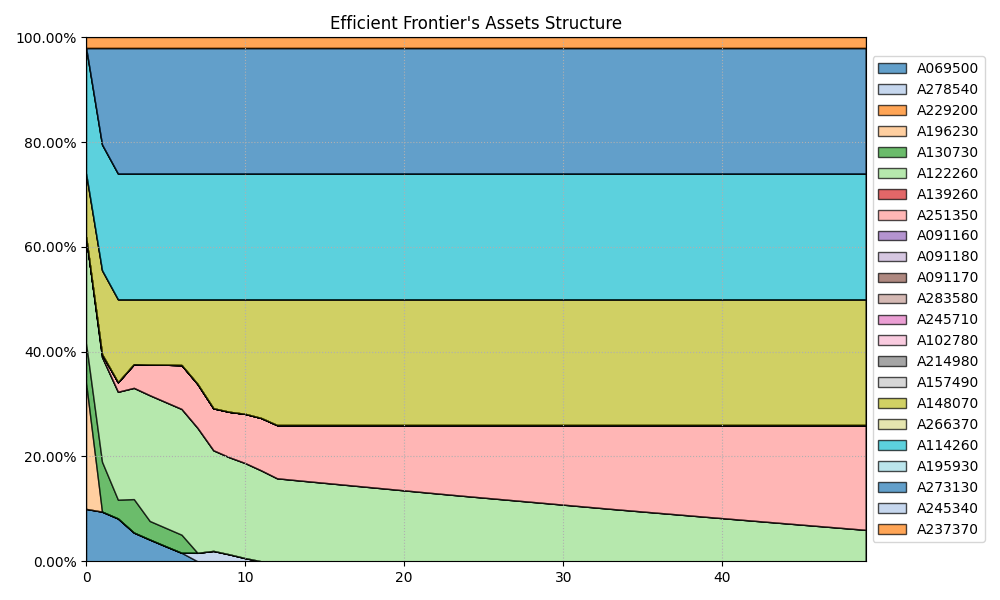 Efficient Frontier's Assets Structure
100.00%
80.00%
60.00%
40.00%
20.00%
0.00%
0
10
20
30
40
A069500
A278540
A229200
A196230
A130730
A122260
A139260
A251350
A091160
A091180
A091170
A283580
A245710
A102780
A214980
A157490
A148070
A266370
A114260
A195930
A273130
A245340
A237370